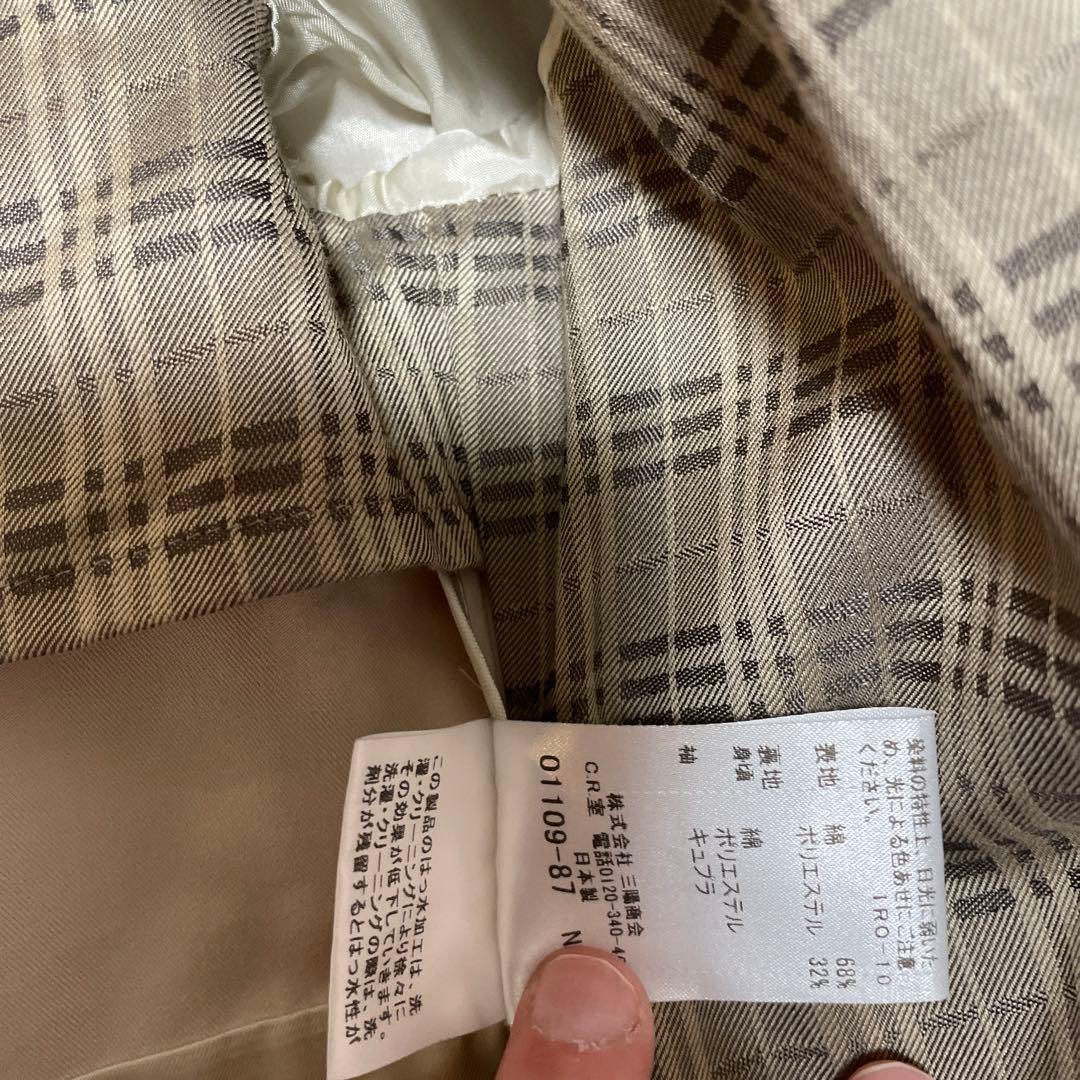 染料の特性上、日光に弱いた
め、光による色あせにご注意
ください。
IRO-10
表地 綿 68%
ポリエステル 32%
裏地
身頃 綿
ポリエステル
袖 キュプラ
株式会社 三陽商会
C.R.室 電話0120-340-4
日本製
01109-87 N
この製品のはっ水加工は、洗
濯・クリーニングにより徐々に
その効果が低下していきます。
洗濯・クリーニングの際は、洗
剤分が残留するとはっ水性が